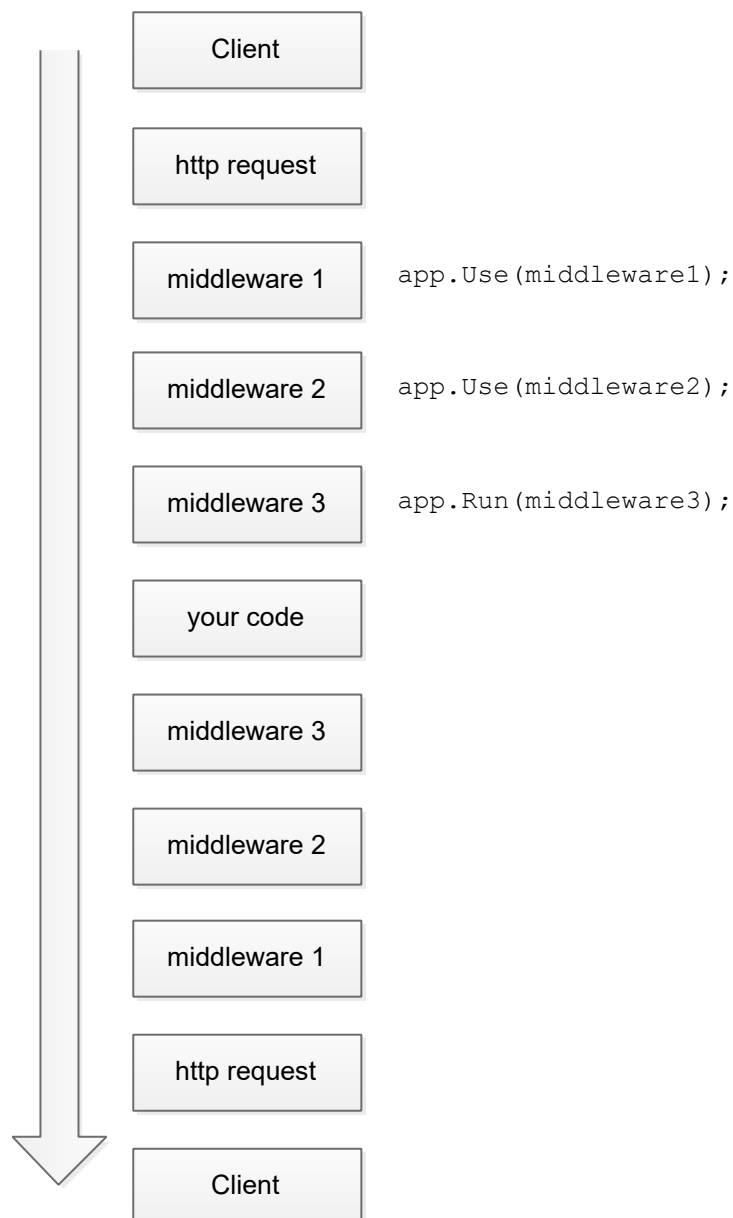 Client
http request
middleware 1 app.Use(middleware1);
middleware 2 app.Use(middleware2);
middleware 3 app.Run(middleware3);
your code
middleware 3
middleware 2
middleware 1
http request
Client